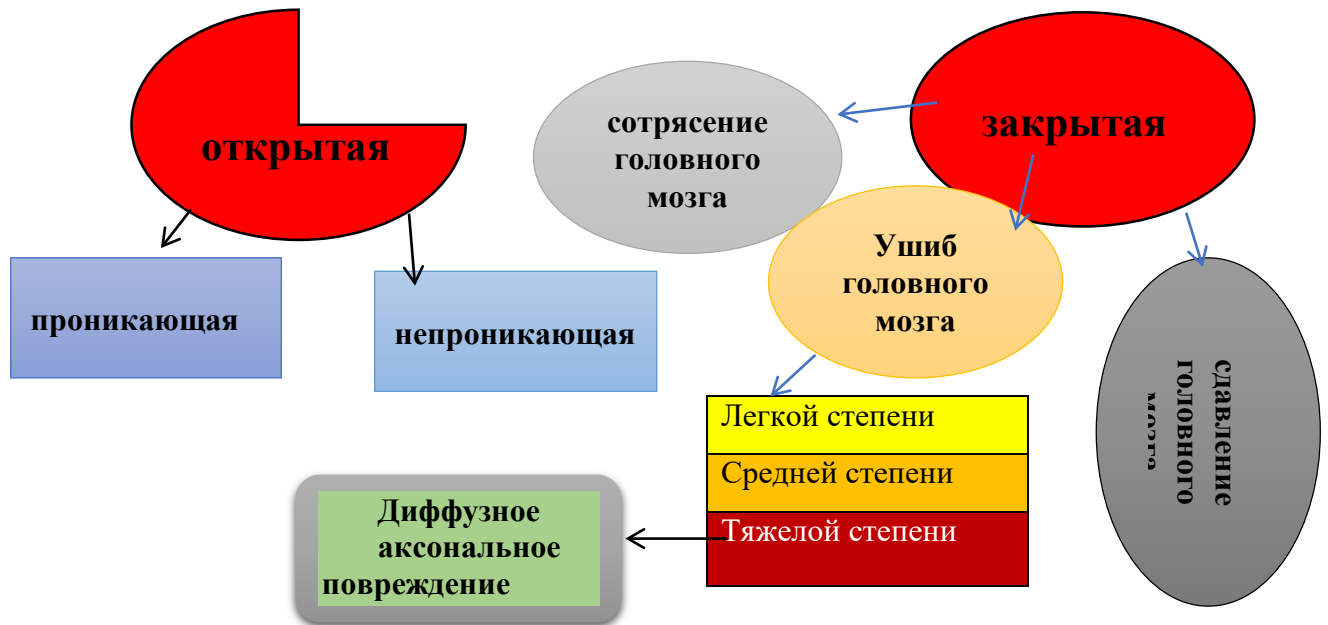 открытая
проникающая
непроникающая
закрытая
сотрясение
головного
мозга
Ушиб
головного
мозга
Легкой степени
Средней степени
Тяжелой степени
Диффузное
аксональное
повреждение
сдавление
головного
мозга